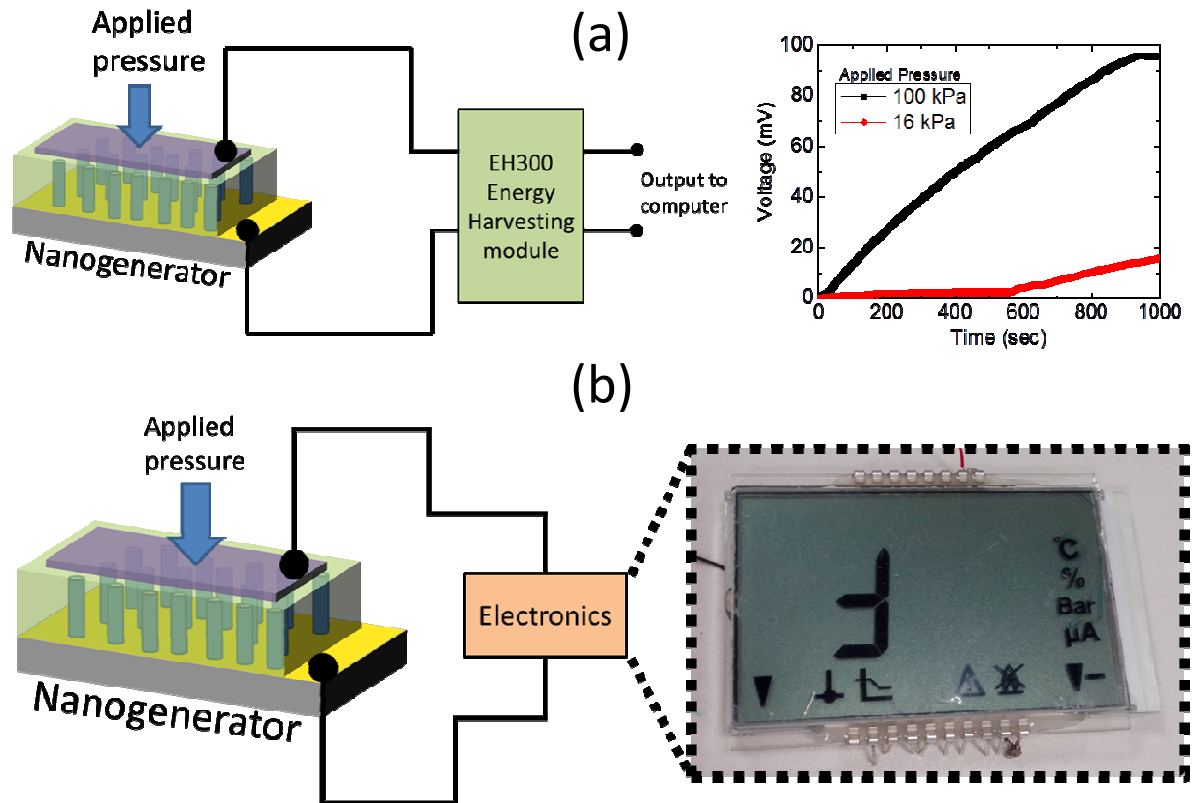 (a)
Applied
pressure
Nanogenerator
EH300
Energy
Harvesting
module
Output to
computer
Voltage (mV)
100
80
60
40
20
0
Applied Pressure
100 kPa
16 kPa
0 200 400 600 800 1000
Time (sec)
(b)
Applied
pressure
Nanogenerator
Electronics
°C
%
Bar
µA